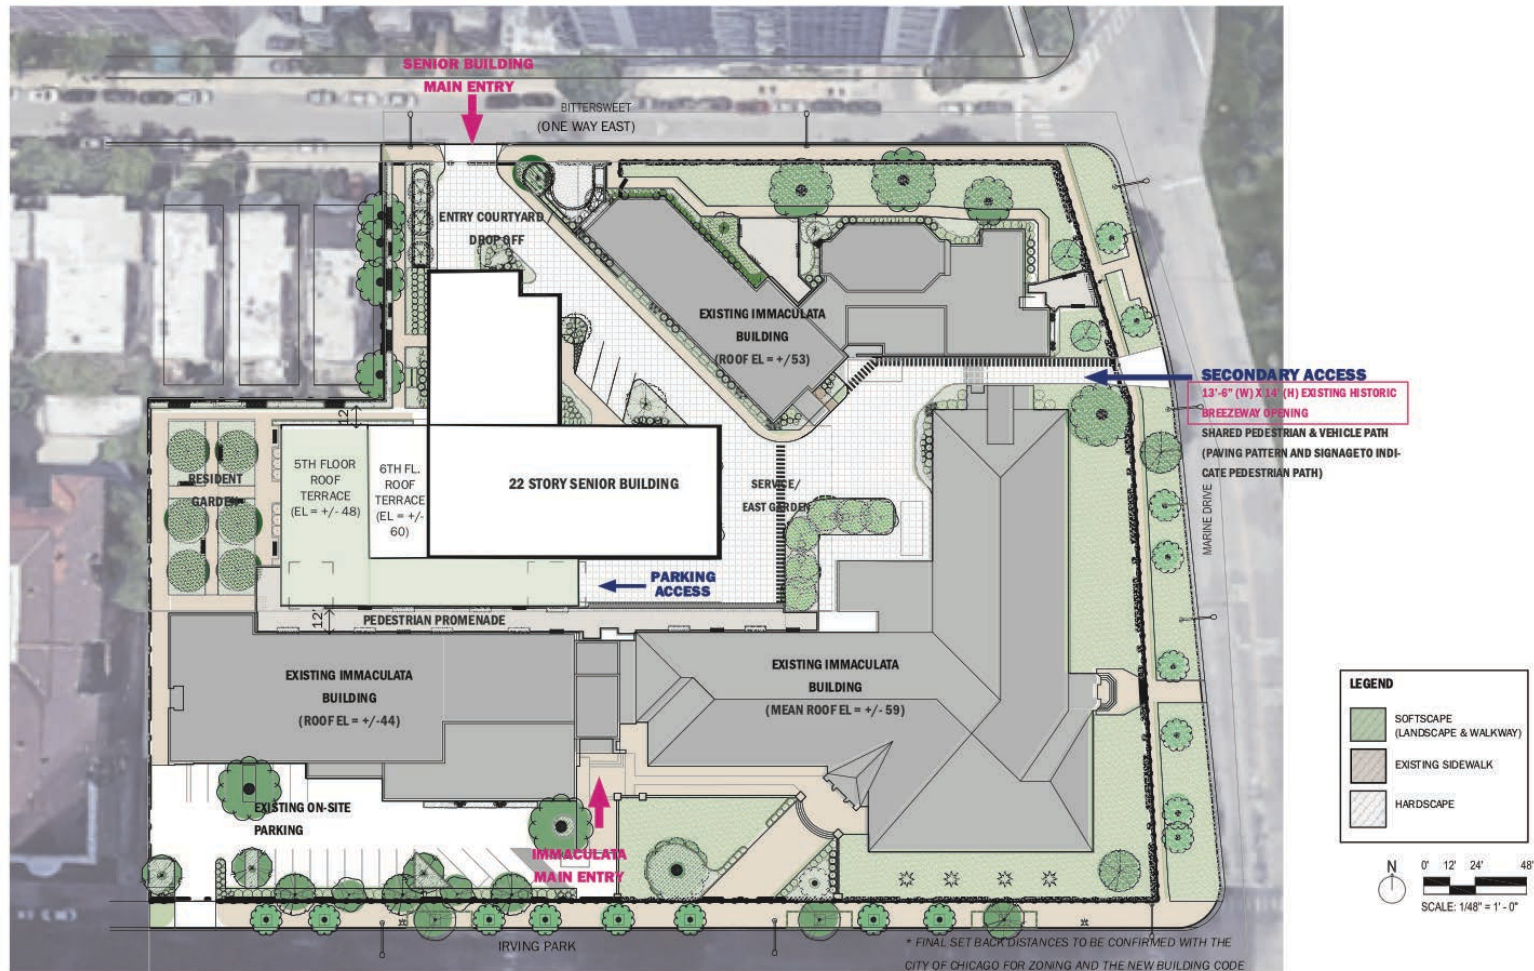 SENIOR BUILDING
MAIN ENTRY
BITTERSWEET
(ONE WAY EAST)
ENTRY COURTYARD /
DROP OFF
EXISTING IMMACULATA
BUILDING
(ROOF EL = +/53)
SECONDARY ACCESS
13'-6" (W) X 14' (H) EXISTING HISTORIC
BREEZEWAY OPENING
SHARED PEDESTRIAN & VEHICLE PATH
(PAVING PATTERN AND SIGNAGE TO INDI-
CATE PEDESTRIAN PATH)
12'
RESIDENT
GARDEN
5TH FLOOR
ROOF
TERRACE
(EL = +/- 48)
6TH FL.
ROOF
TERRACE
(EL = +/-
60)
22 STORY SENIOR BUILDING
SERVICE/
EAST GARDEN
MARINE DRIVE
PARKING
ACCESS
12'
PEDESTRIAN PROMENADE
EXISTING IMMACULATA
BUILDING
(ROOF EL = +/-44)
EXISTING IMMACULATA
BUILDING
(MEAN ROOF EL = +/- 59)
EXISTING ON-SITE
PARKING
IMMACULATA
MAIN ENTRY
IRVING PARK
* FINAL SET BACK DISTANCES TO BE CONFIRMED WITH THE
CITY OF CHICAGO FOR ZONING AND THE NEW BUILDING CODE
LEGEND
SOFTSCAPE
(LANDSCAPE & WALKWAY)
EXISTING SIDEWALK
HARDSCAPE
N
0' 12' 24' 48'
SCALE: 1/48" = 1' - 0"